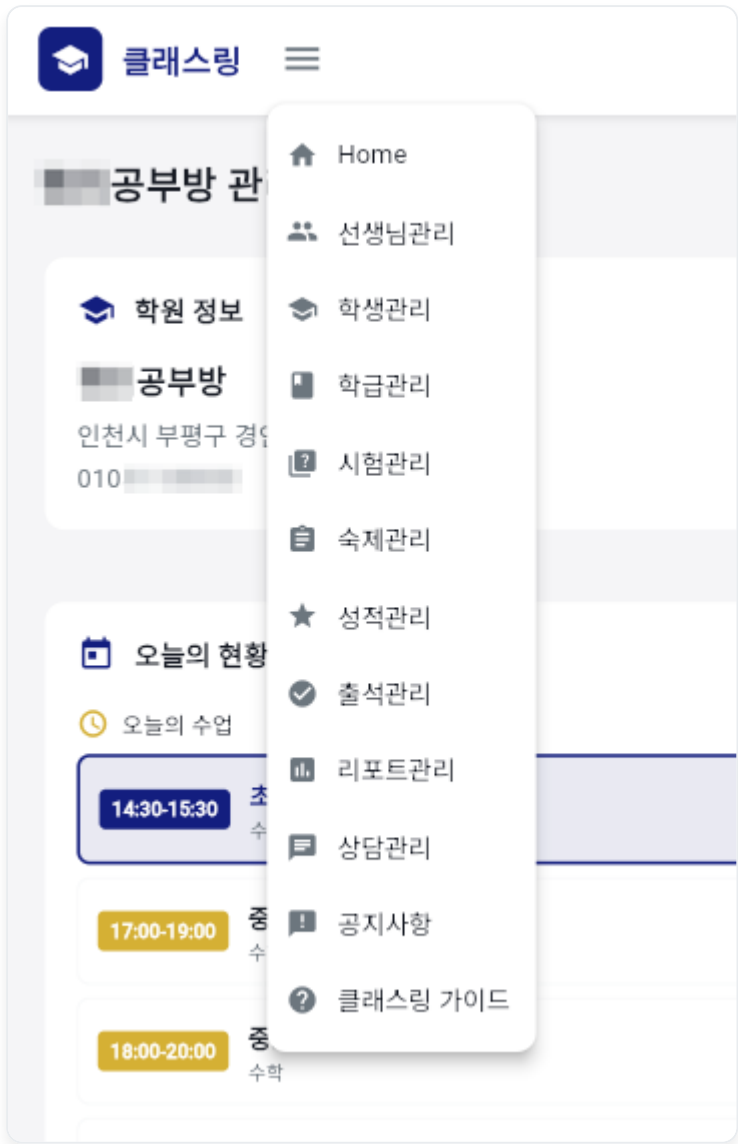 클래스링
Home
선생님관리
학생관리
학급관리
시험관리
숙제관리
성적관리
출석관리
리포트관리
상담관리
공지사항
클래스링 가이드
공부방
학원 정보
공부방
인천시 부평구
010
오늘의 현황
오늘의 수업
14:30-15:30
17:00-19:00
18:00-20:00
수학